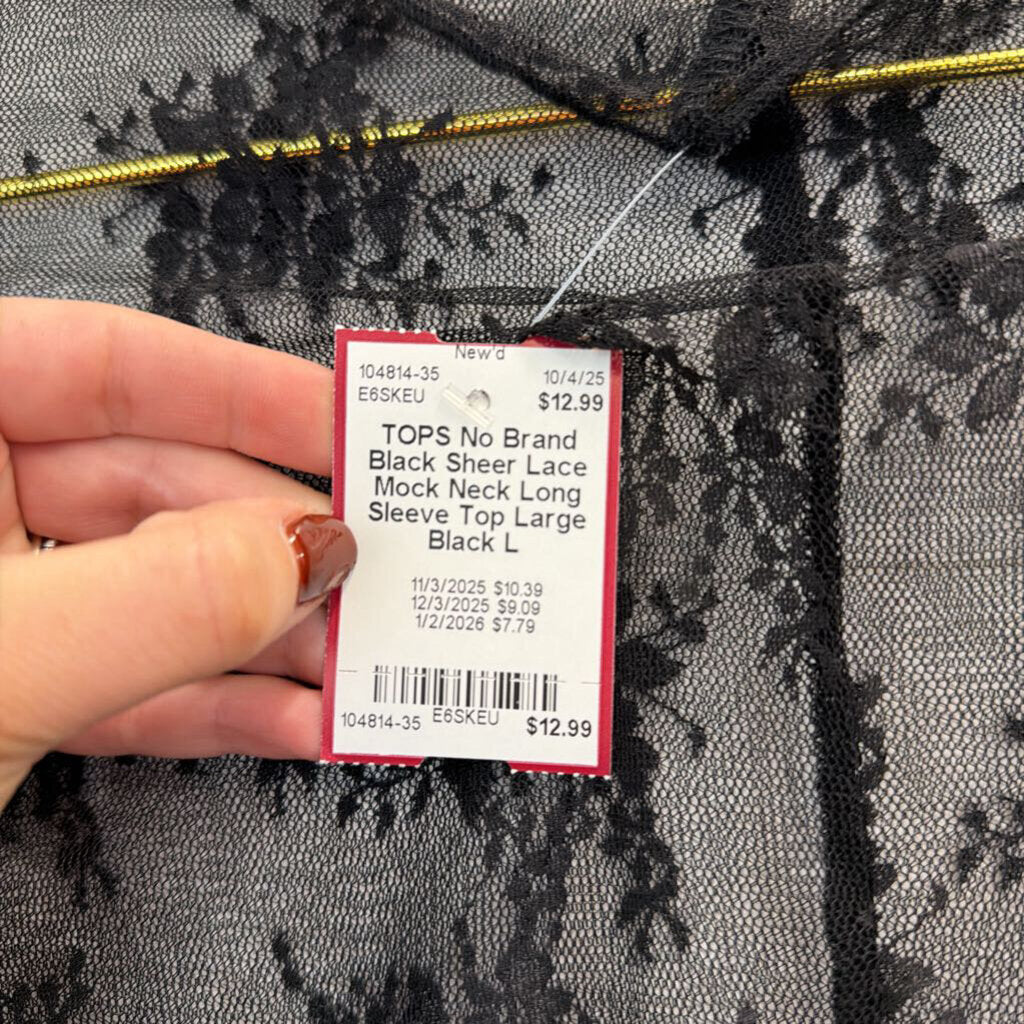 New'd
104814-35 10/4/25
E6SKEU $12.99
TOPS No Brand
Black Sheer Lace
Mock Neck Long
Sleeve Top Large
Black L
11/3/2025 $10.39
12/3/2025 $9.09
1/2/2026 $7.79
104814-35 E6SKEU $12.99